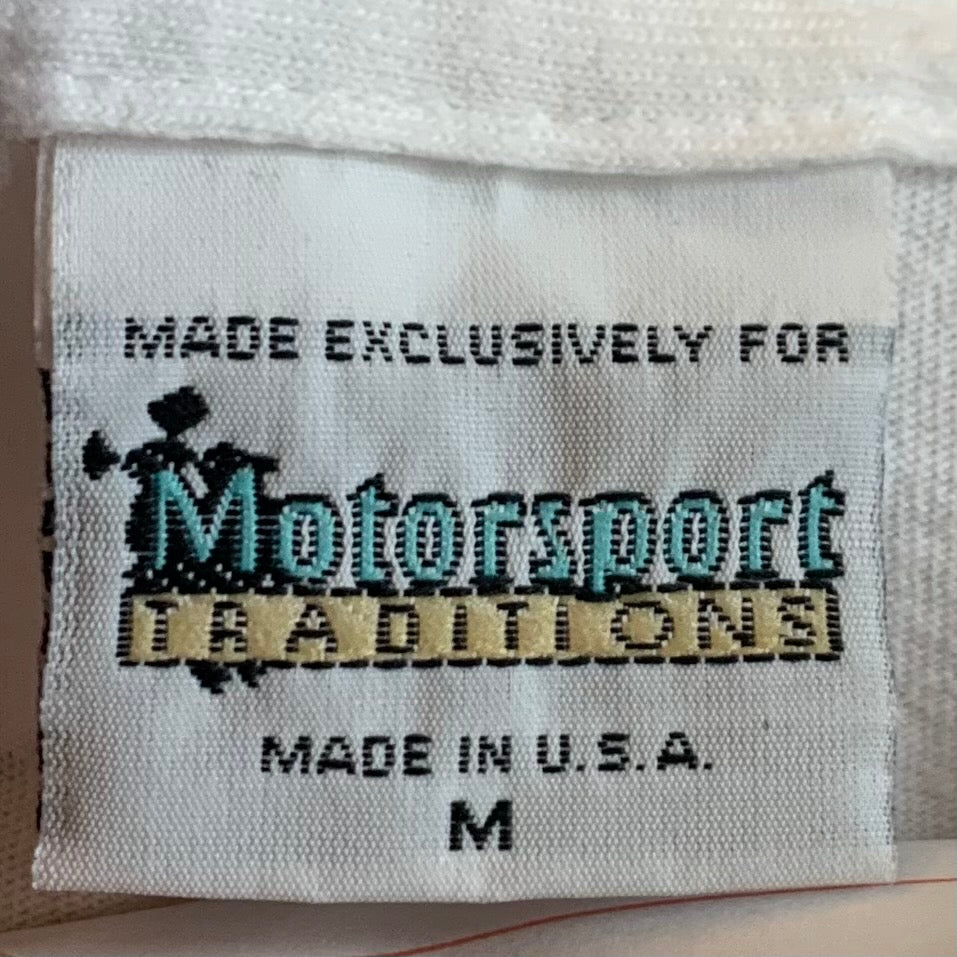 MADE EXCLUSIVELY FOR
Motorsport
TRADITIONS
MADE IN U.S.A.
M